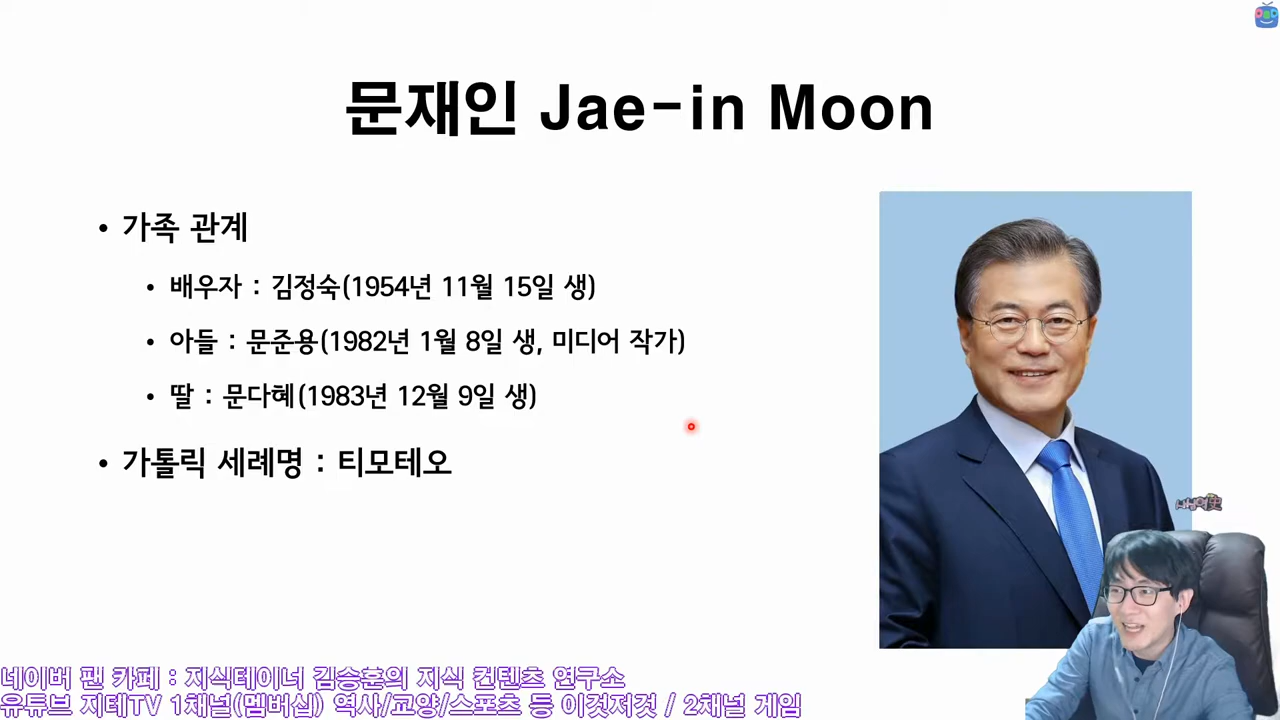 문재인 Jae-in Moon
• 가족 관계
• 배우자 : 김정숙(1954년 11월 15일 생)
• 아들 : 문준용(1982년 1월 8일 생, 미디어 작가)
• 딸 : 문다혜(1983년 12월 9일 생)
• 가톨릭 세례명 : 티모테오
네이버 팬 카페 : 지식테이너 김승훈의 지식 컨텐츠 연구소
유튜브 지테TV 1채널(멤버십) 역사/교양/스포츠 등 이것저것 / 2채널 게임